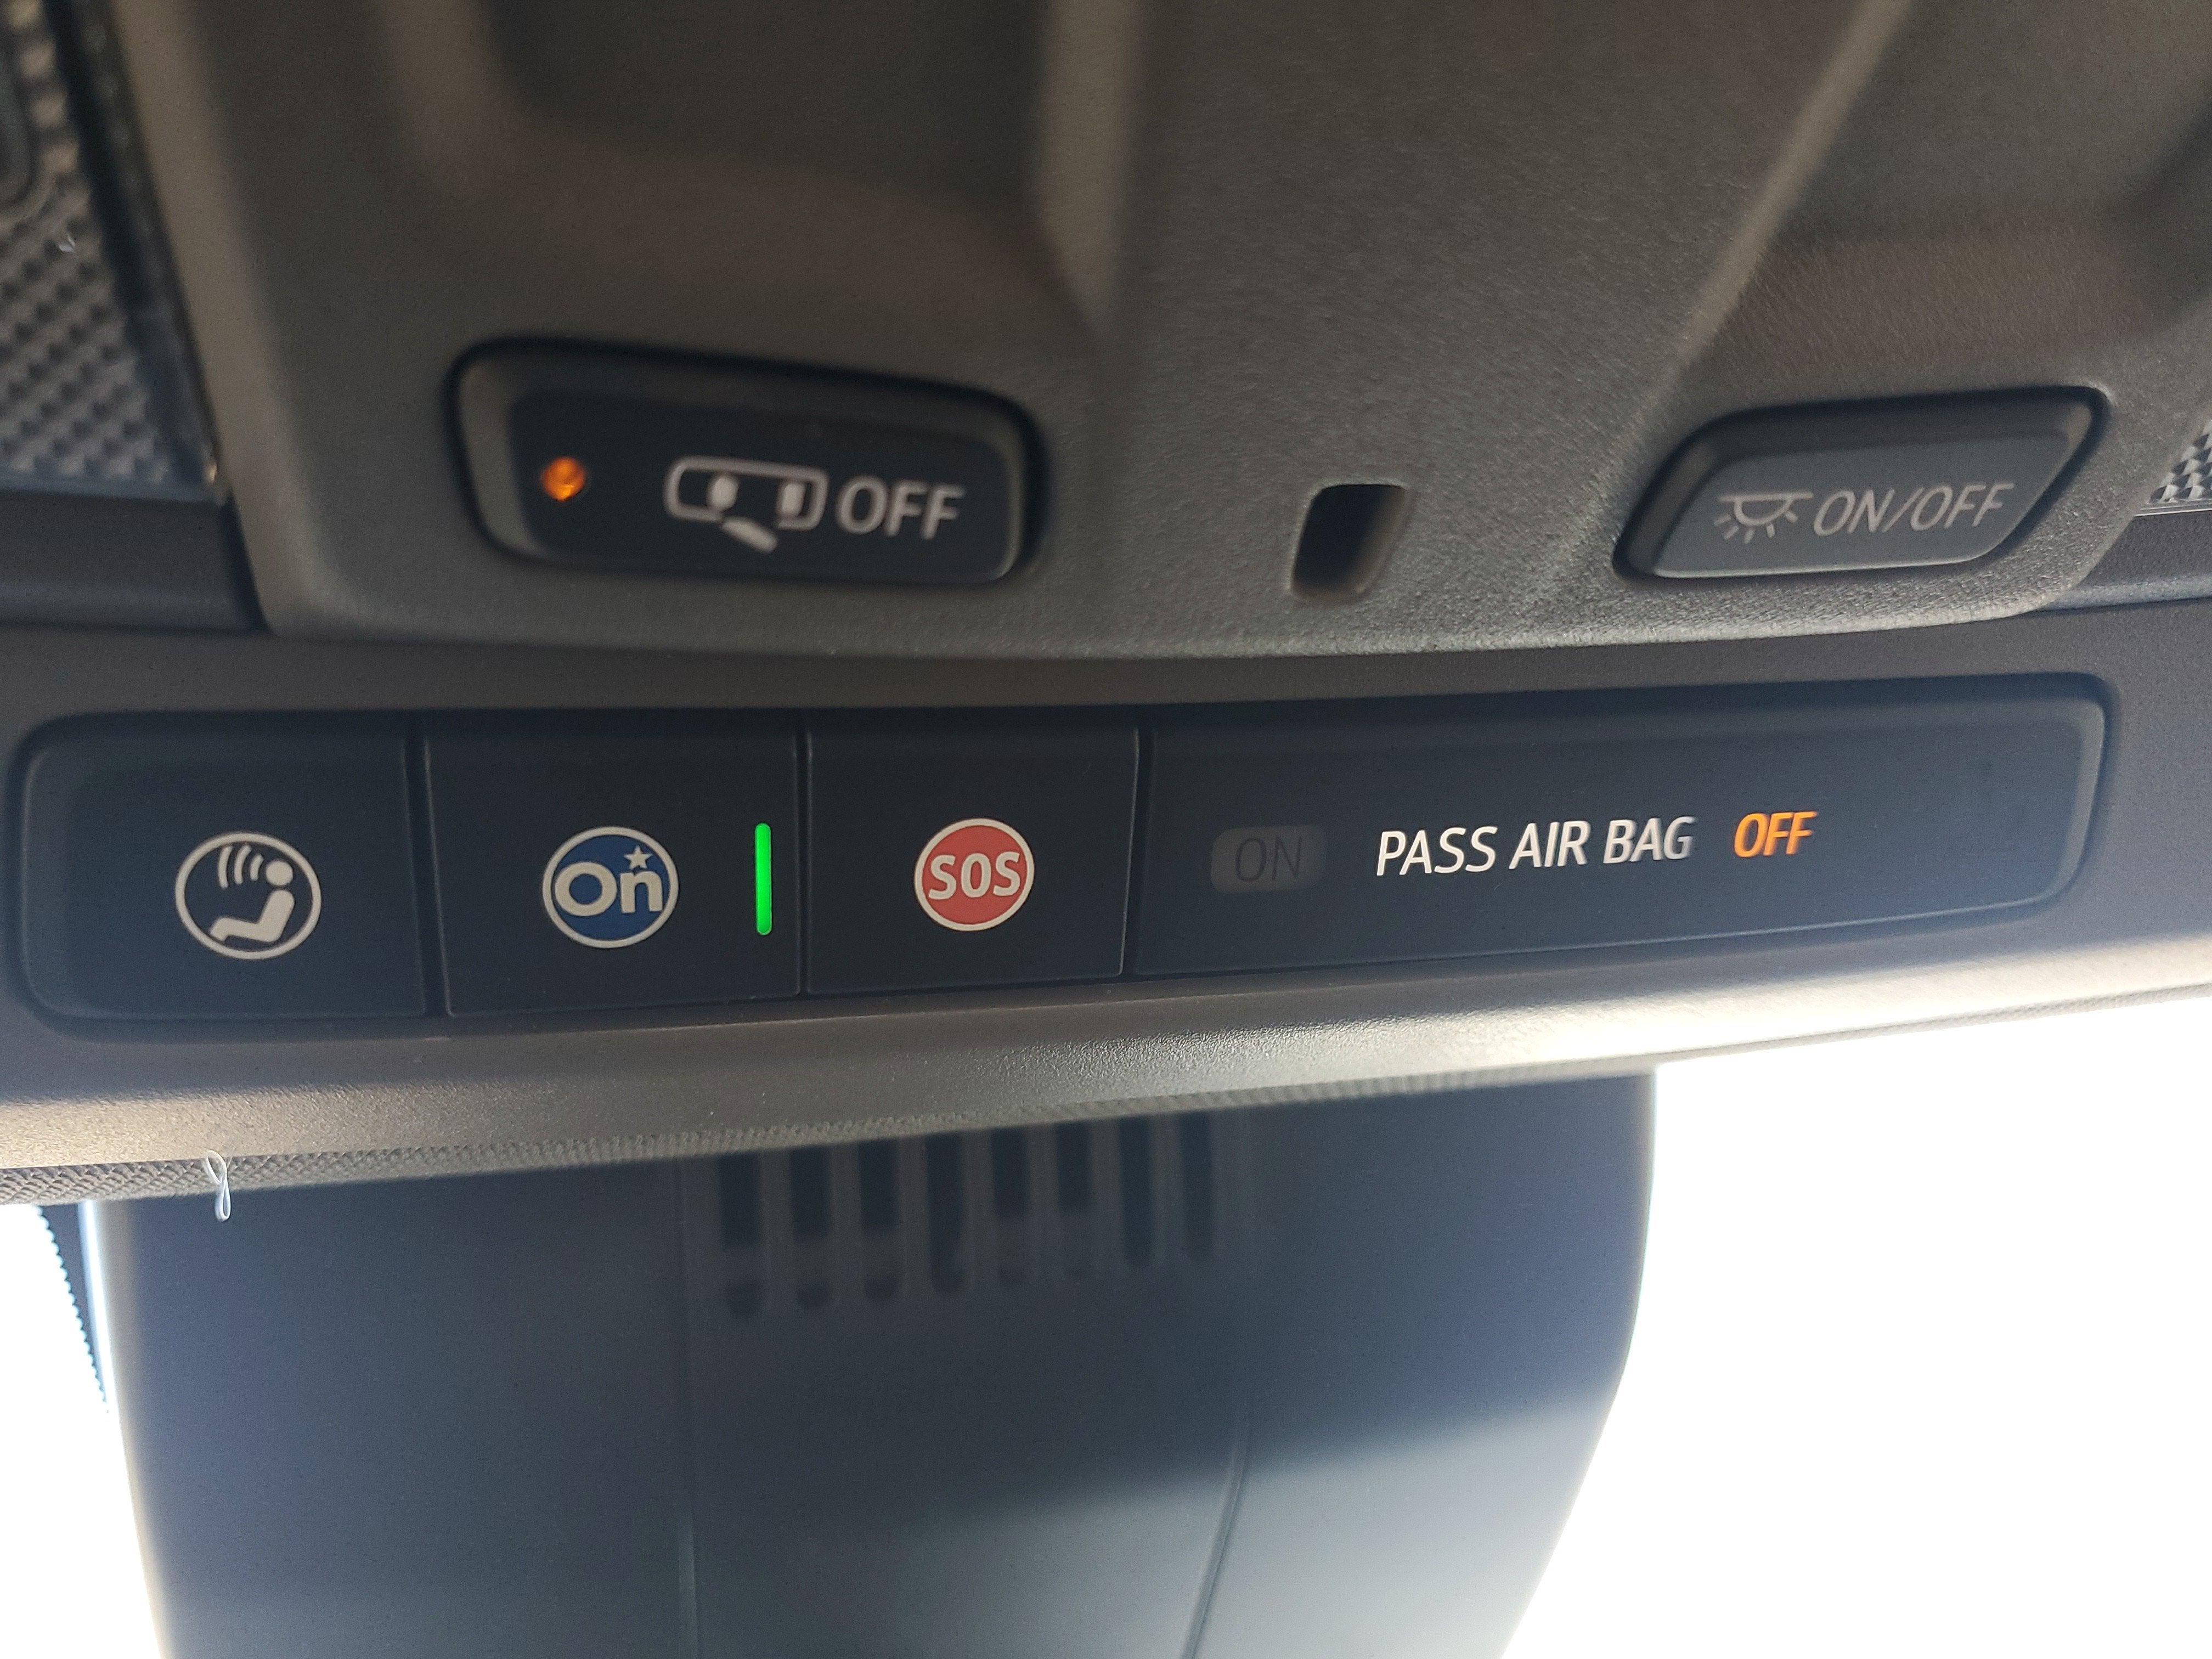 OFF
ON/OFF
On
SOS
ON PASS AIR BAG OFF